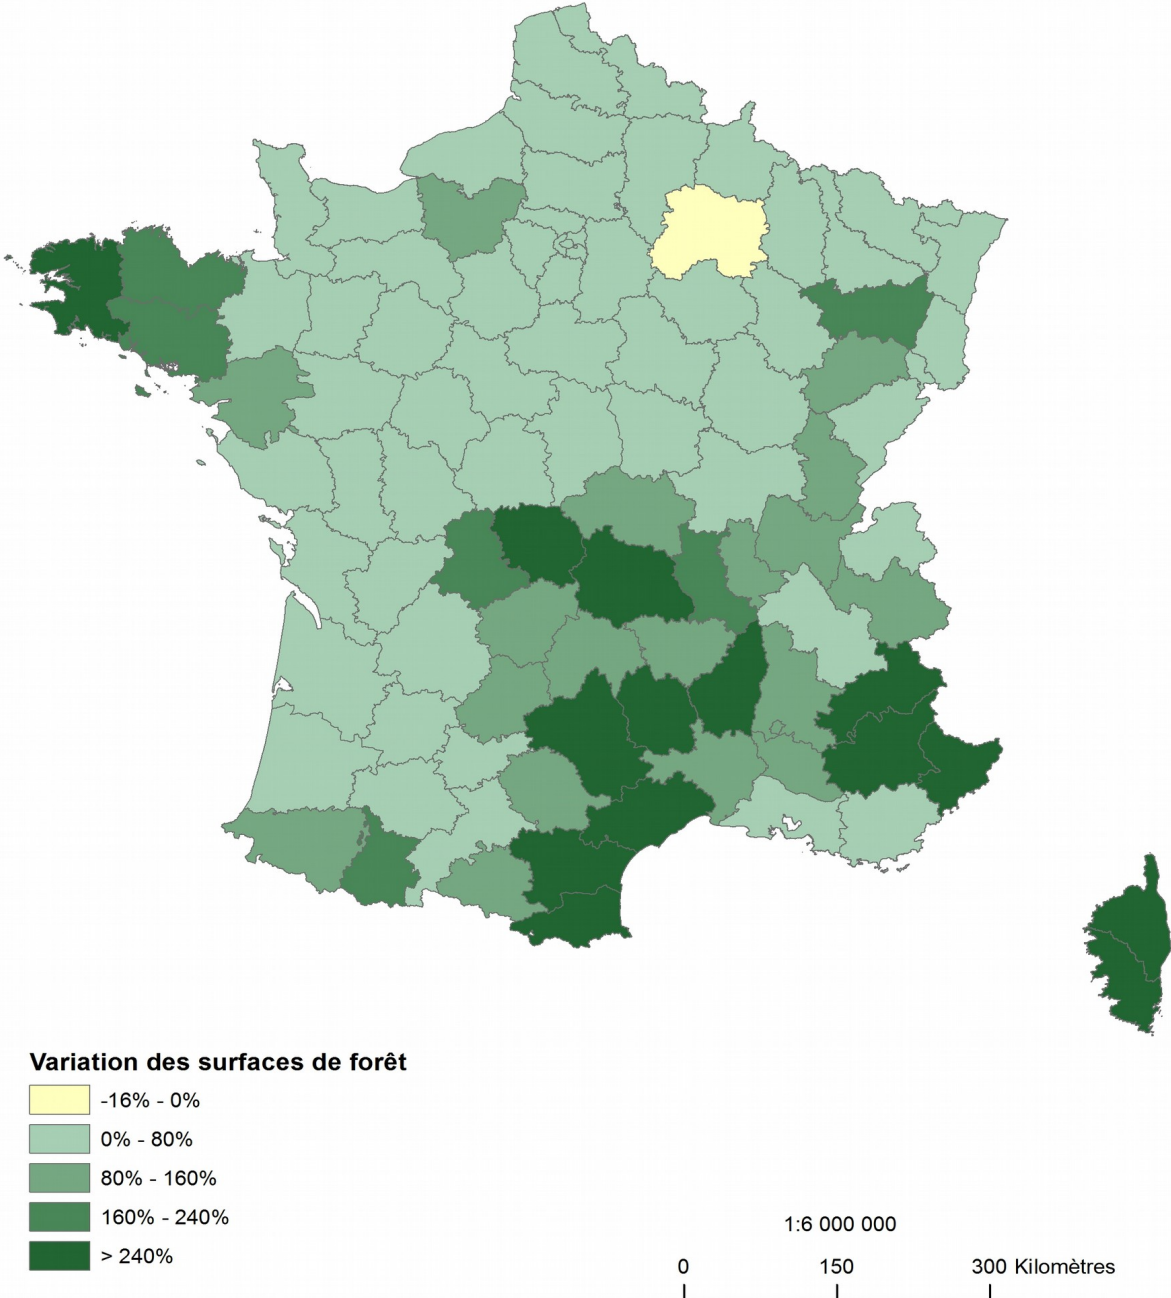 Variation des surfaces de forêt
-16% - 0%
0% - 80%
80% - 160%
160% - 240%
> 240%
1:6 000 000
0 150 300 Kilomètres